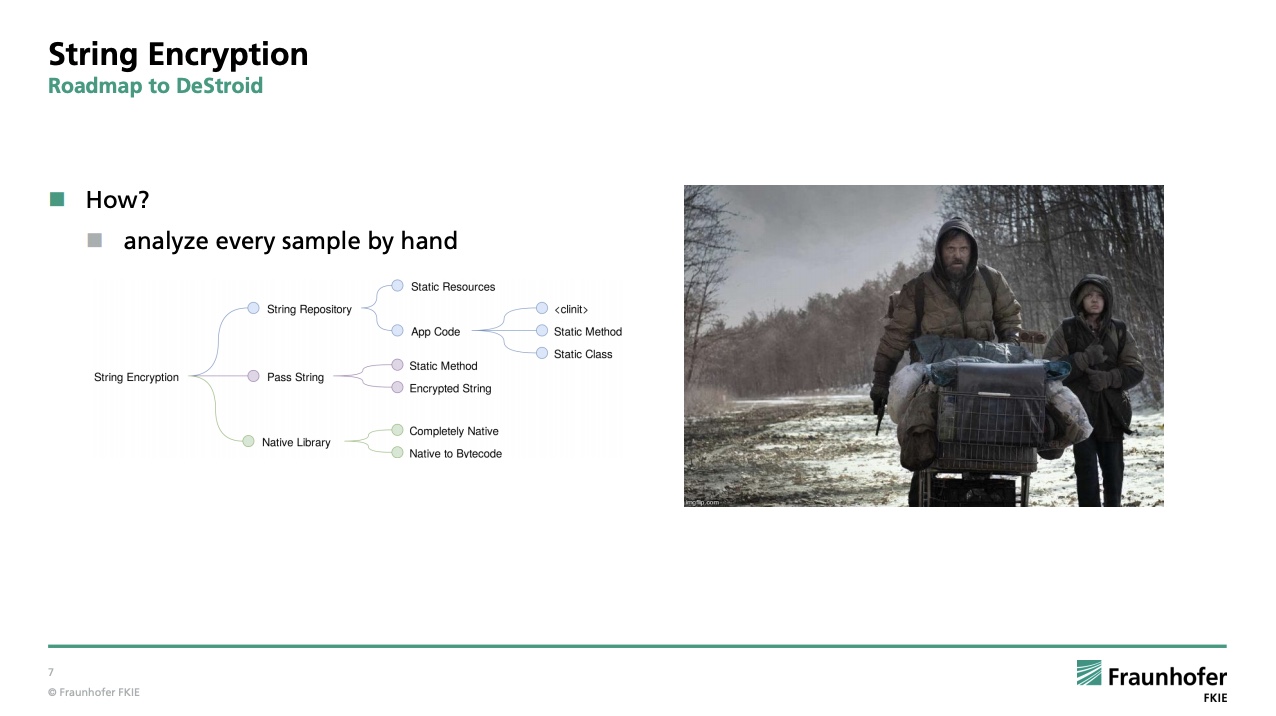 String Encryption
Roadmap to DeStroid
How?
analyze every sample by hand
String Encryption
String Repository
Static Resources
App Code
<clinit>
Static Method
Static Class
Pass String
Static Method
Encrypted String
Native Library
Completely Native
Native to Bytecode
imgflip.com
7
© Fraunhofer FKIE
Fraunhofer
FKIE